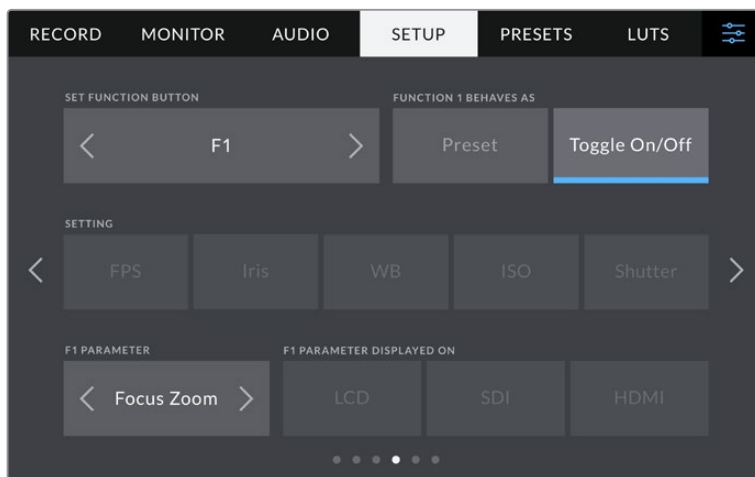 RECORD MONITOR AUDIO SETUP PRESETS LUTS
SET FUNCTION BUTTON FUNCTION 1 BEHAVES AS
F1 Preset Toggle On/Off
SETTING
FPS Iris WB ISO Shutter
F1 PARAMETER F1 PARAMETER DISPLAYED ON
Focus Zoom LCD SDI HDMI